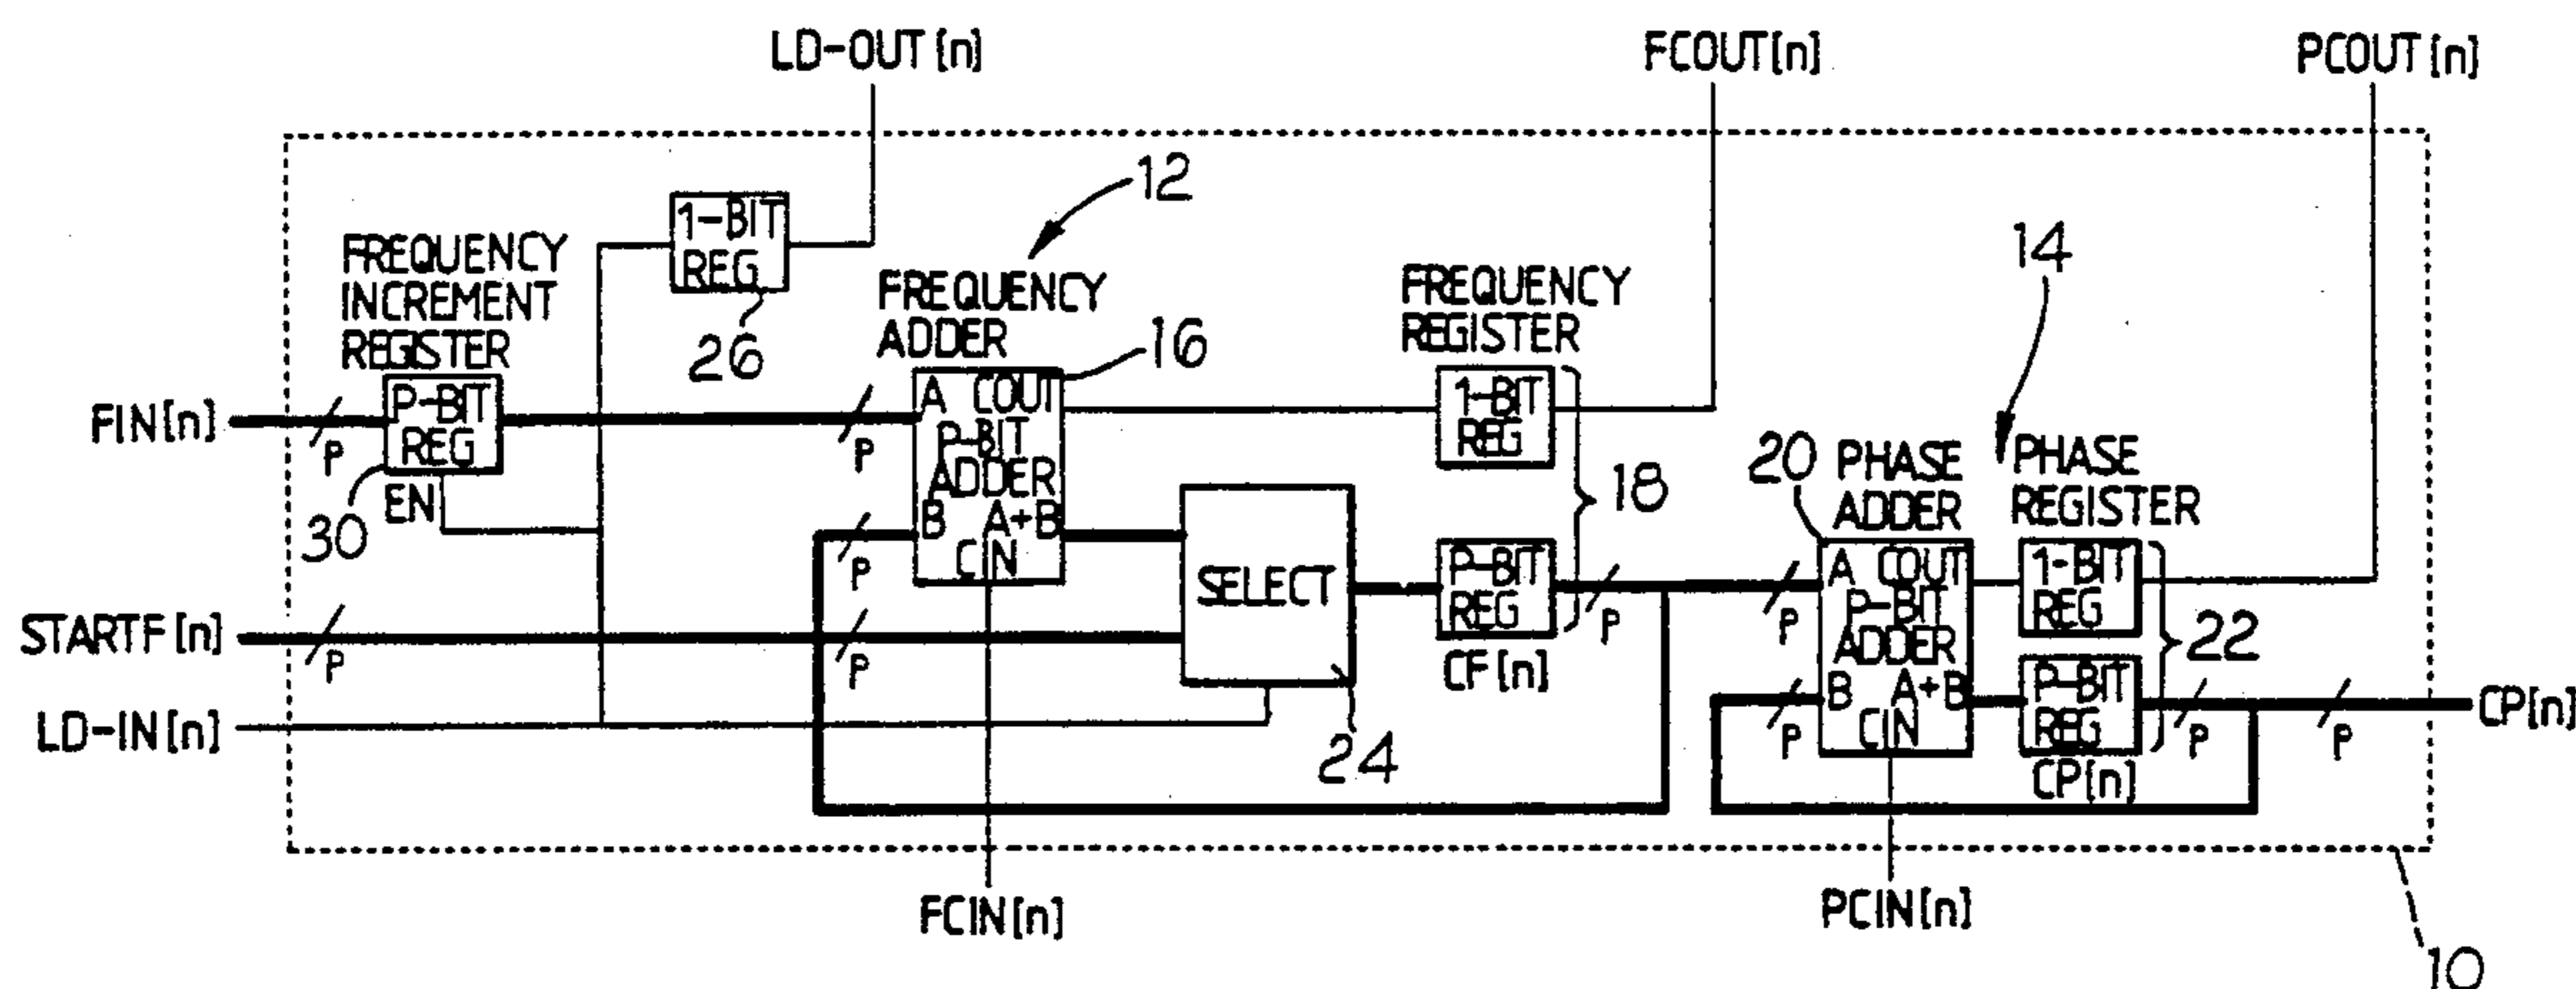 LD-OUT[n]
FCOUT[n]
PCOUT[n]
12
1-BIT
REG
26
FREQUENCY
INCREMENT
REGISTER
FREQUENCY
ADDER
16
FREQUENCY
REGISTER
14
FIN[n]
P
P-BIT
REG
30
EN
P
A COUT
P-BIT
ADDER
B A+B
CIN
P
1-BIT
REG
18
SELECT
24
P-BIT
REG
CF[n]
P
20
PHASE
ADDER
PHASE
REGISTER
P
A COUT
P-BIT
ADDER
B A+B
CIN
P
1-BIT
REG
22
P-BIT
REG
CP[n]
P
P
CP[n]
STARTF[n]
P
P
LD-IN[n]
FCIN[n]
PCIN[n]
10